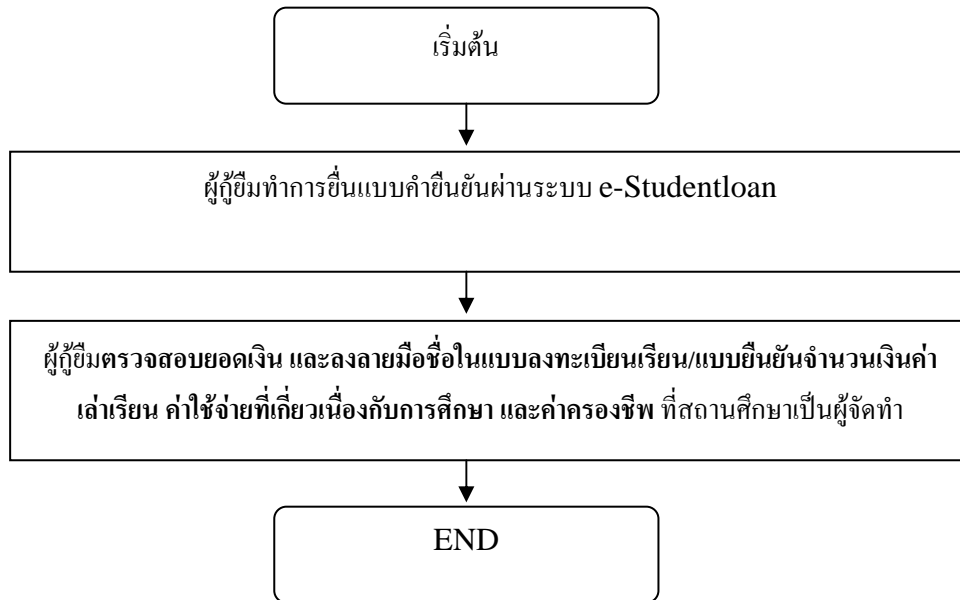 เริ่มต้น
ผู้กู้ยืมทำการยื่นแบบคำยืนยันผ่านระบบ e-Studentloan
ผู้กู้ยืมตรวจสอบยอดเงิน และลงลายมือชื่อในแบบลงทะเบียนเรียน/แบบยืนยันจำนวนเงินค่า
เล่าเรียน ค่าใช้จ่ายที่เกี่ยวเนื่องกับการศึกษา และค่าครองชีพ ที่สถานศึกษาเป็นผู้จัดทำ
END